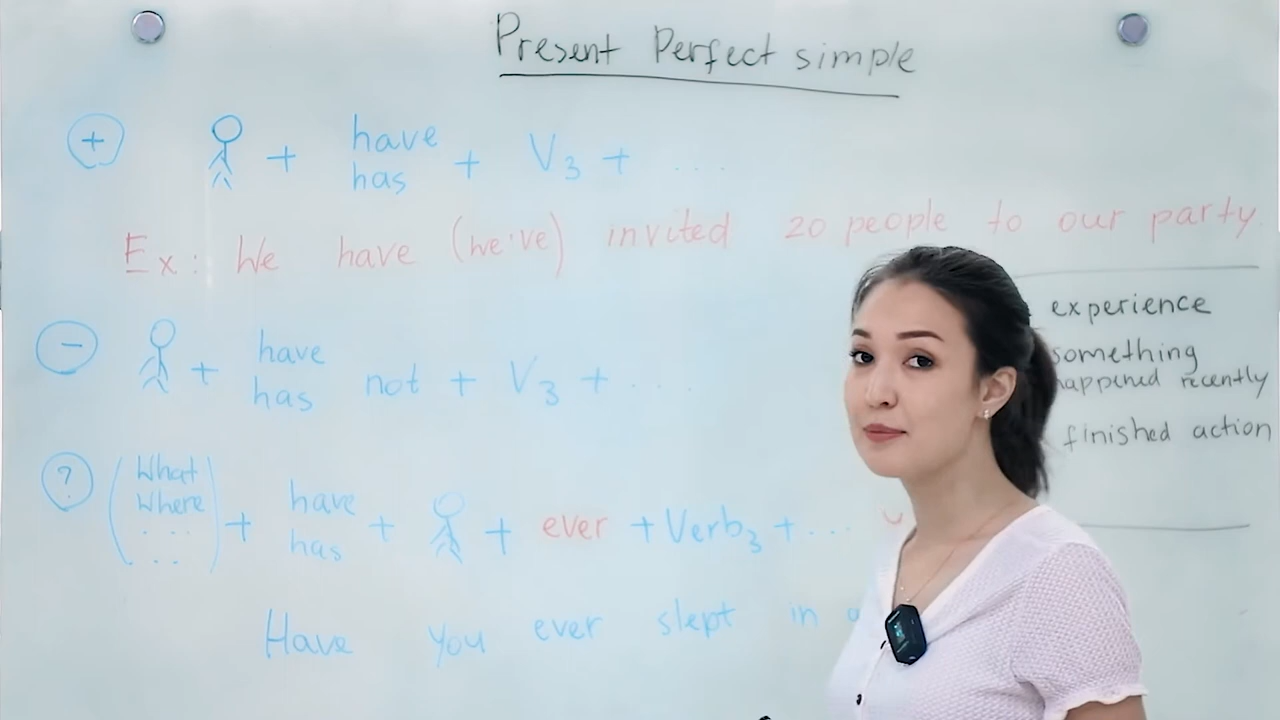 Present Perfect simple
+ + have has + V3 + ....
Ex: We have (we've) invited 20 people to our party.
experience
something happened recently
finished action
- + have has not + V3 + ....
? (What Where ... ...) + have has + + ever + Verb3 + ...
Have you ever slept in